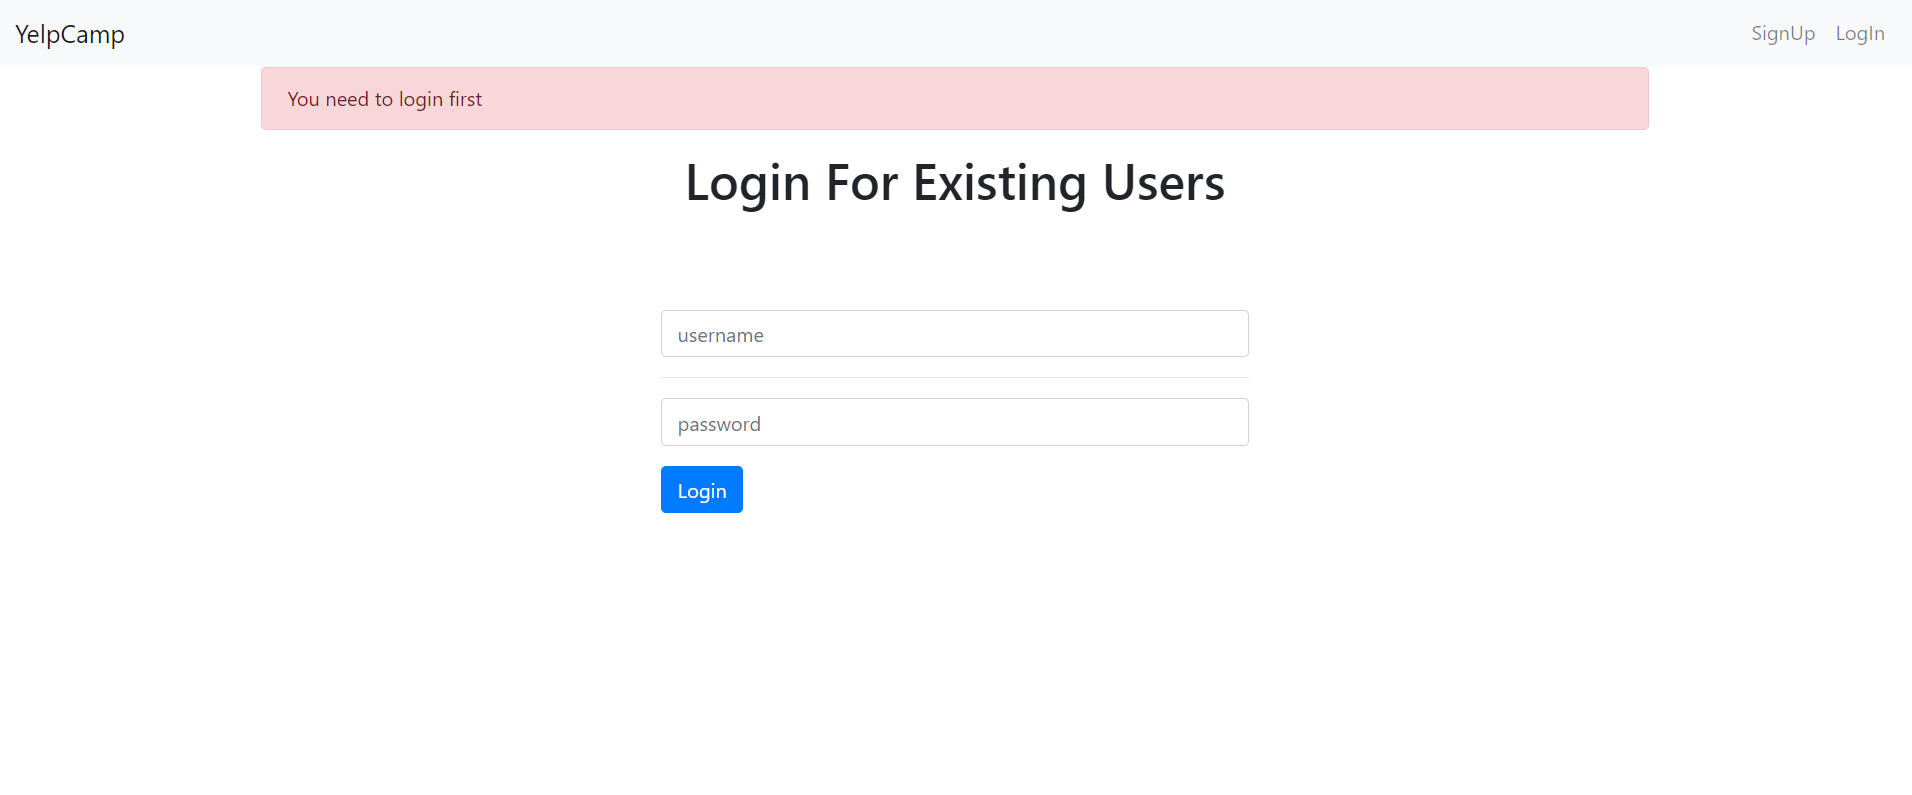 YelpCamp
SignUp LogIn
You need to login first
Login For Existing Users
username
password
Login